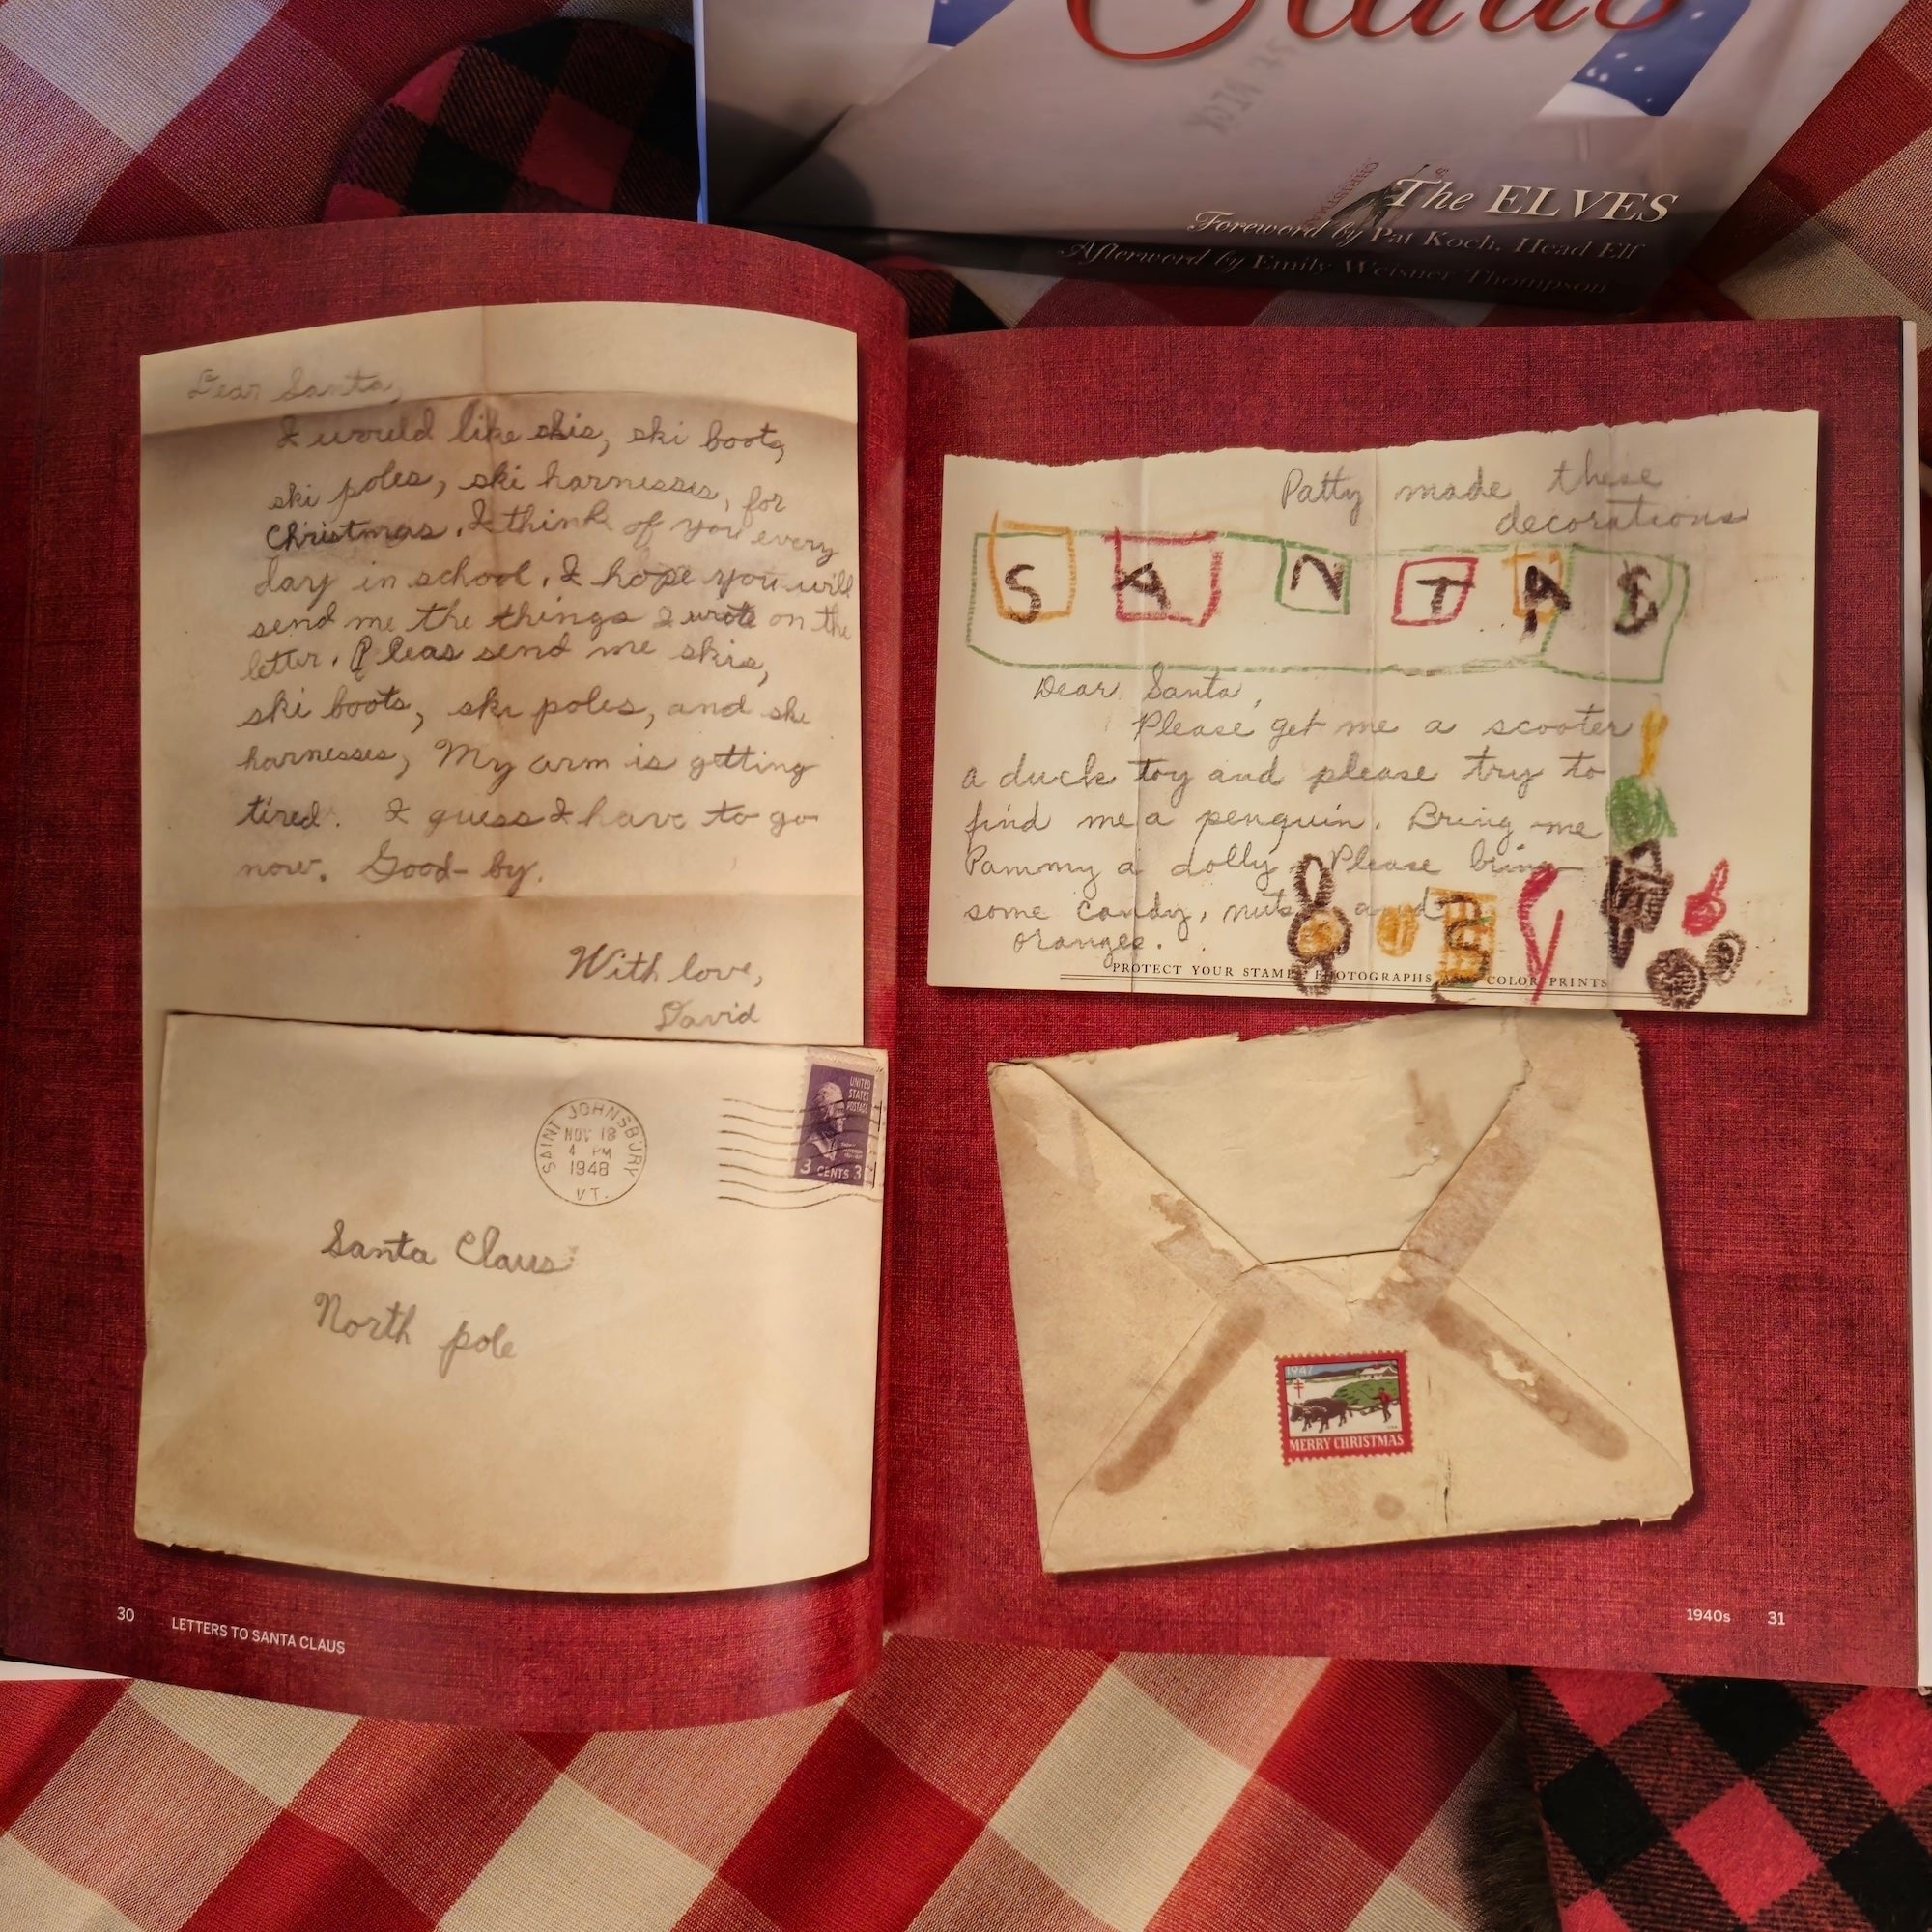 Claus
The ELVES
Foreword by Pat Koch, Head Elf
Afterword by Emily Weisner Thompson
Dear Santa,
I would like skis, ski boots,
ski poles, ski harnesses, for
Christmas. I think of you every
day in school. I hope you will
send me the things I wrote on the
letter. Pleas send me skis,
ski boots, ski poles, and ski
harnesses, My arm is getting
tired. I guess I have to go
now. Good-by.
With love,
David
SAINT JOHNSBURY
NOV 18
4 PM
1948
VT.
UNITED
STATES
POSTAGE
3 CENTS 3
Santa Claus
North pole
30 LETTERS TO SANTA CLAUS
Patty made these
decorations
S A N T A S
Dear Santa,
Please get me a scooter
a duck toy and please try to
find me a penguin. Bring me
Pammy a dolly. Please bring
some candy, nuts and
oranges.
PROTECT YOUR STAMPS PHOTOGRAPHS AND COLOR PRINTS
1947
MERRY CHRISTMAS
1940s 31